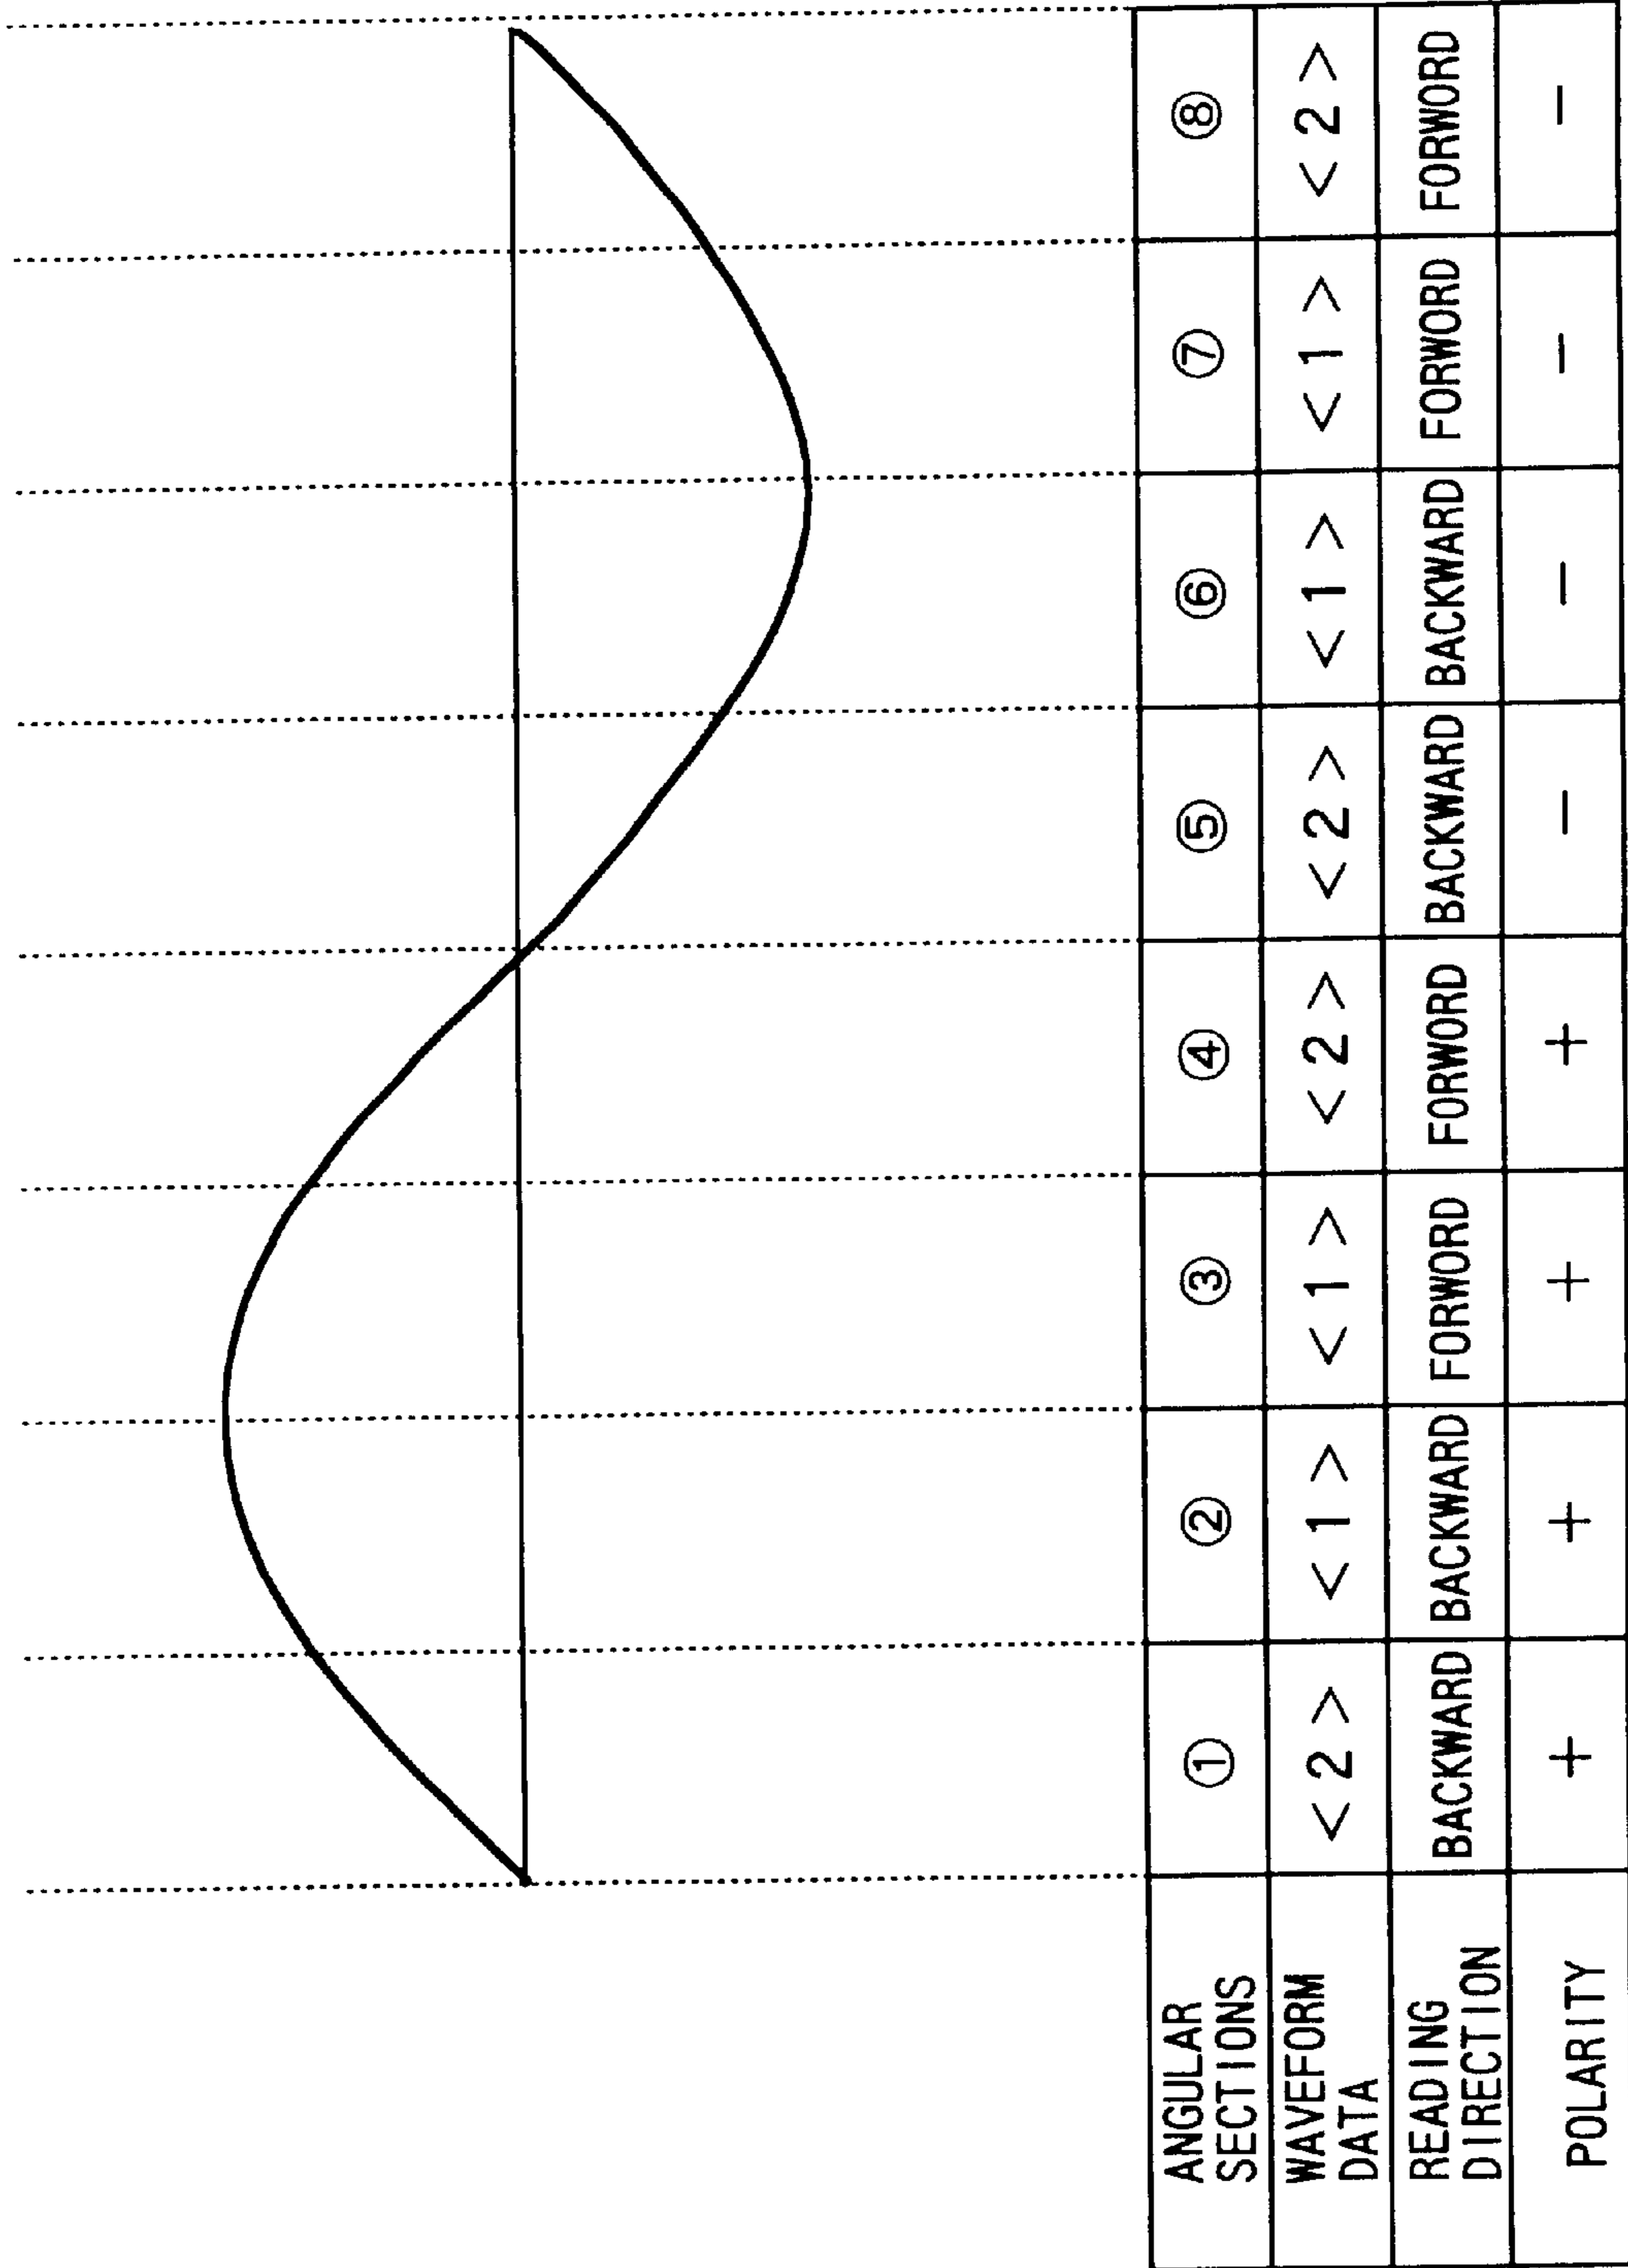 ANGULAR
SECTIONS
① ② ③ ④ ⑤ ⑥ ⑦ ⑧
WAVEFORM
DATA
<2> <1> <1> <2> <2> <1> <1> <2>
READING
DIRECTION
BACKWARD BACKWARD FORWORD FORWORD BACKWARD BACKWARD FORWORD FORWORD
POLARITY
+ + + + − − − −